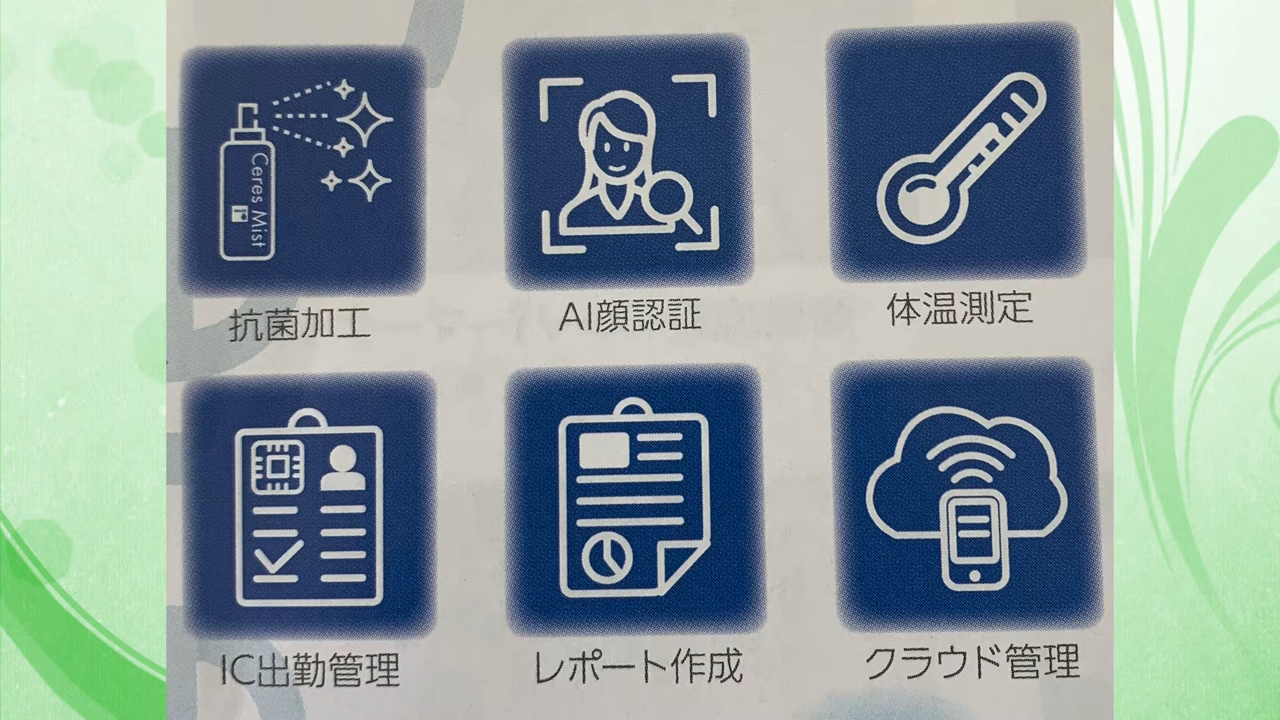 Ceres Mist
抗菌加工
AI顔認証
体温測定
IC出勤管理
レポート作成
クラウド管理